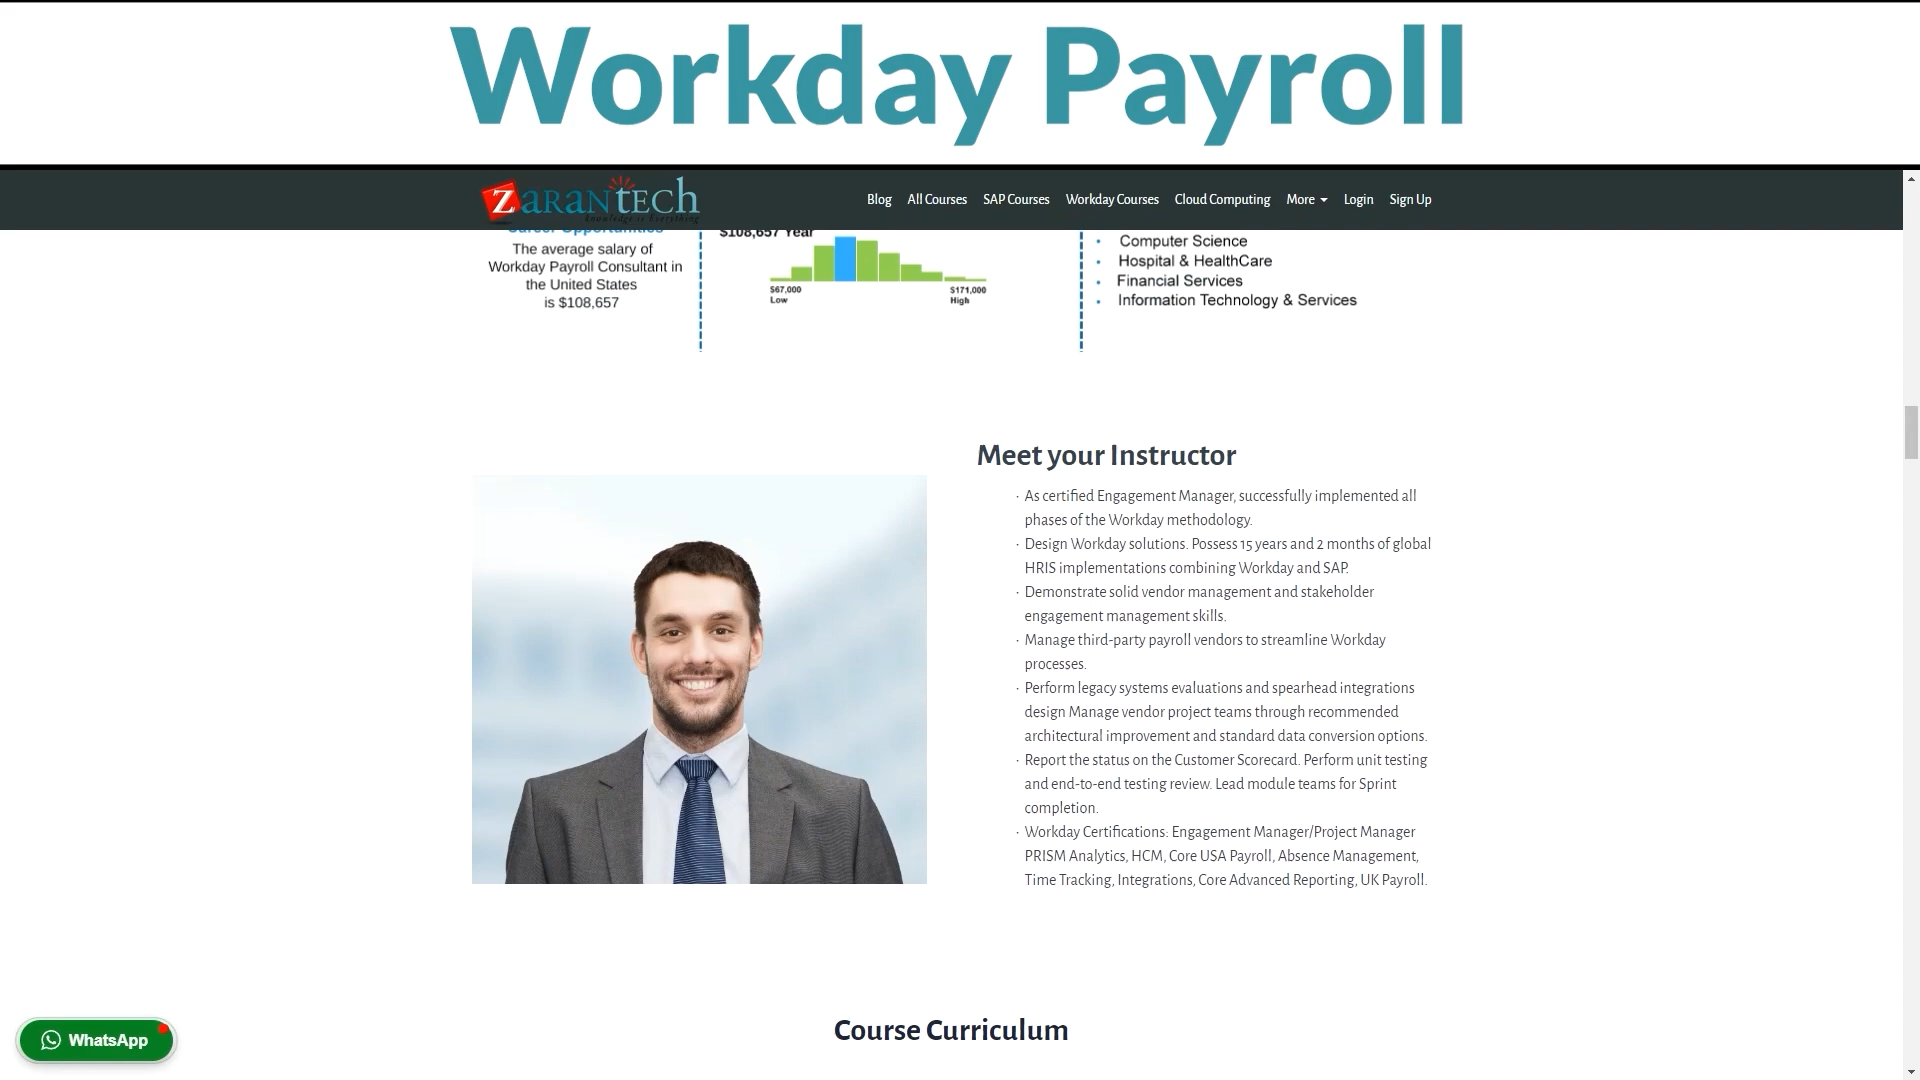 Workday Payroll
ZARANTECH
knowledge is Everything
Blog All Courses SAP Courses Workday Courses Cloud Computing More Login Sign Up
Career Opportunities
The average salary of
Workday Payroll Consultant in
the United States
is $108,657
$108,657 Year
$67,000
Low
$171,000
High
Computer Science
Hospital & HealthCare
Financial Services
Information Technology & Services
Meet your Instructor
· As certified Engagement Manager, successfully implemented all
phases of the Workday methodology.
· Design Workday solutions. Possess 15 years and 2 months of global
HRIS implementations combining Workday and SAP.
· Demonstrate solid vendor management and stakeholder
engagement management skills.
· Manage third-party payroll vendors to streamline Workday
processes.
· Perform legacy systems evaluations and spearhead integrations
design Manage vendor project teams through recommended
architectural improvement and standard data conversion options.
· Report the status on the Customer Scorecard. Perform unit testing
and end-to-end testing review. Lead module teams for Sprint
completion.
· Workday Certifications: Engagement Manager/Project Manager
PRISM Analytics, HCM, Core USA Payroll, Absence Management,
Time Tracking, Integrations, Core Advanced Reporting, UK Payroll.
Course Curriculum
WhatsApp